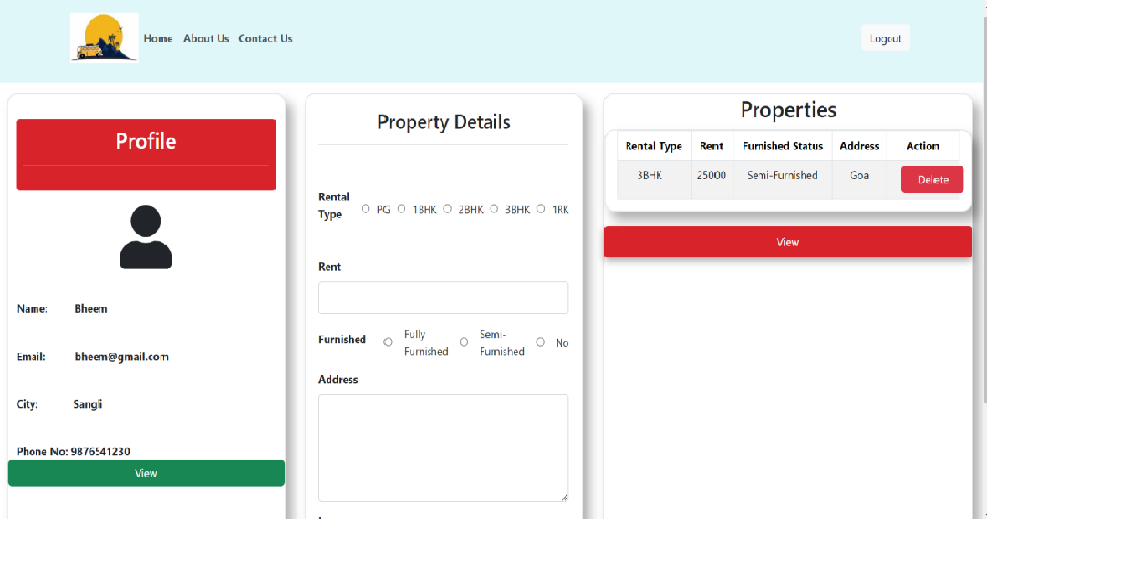 Home About Us Contact Us
Logout
Profile
Name: Bheem
Email: bheem@gmail.com
City: Sangli
Phone No: 9876541230
View
Property Details
Rental
Type
PG 1BHK 2BHK 3BHK 1RK
Rent
Furnished
Fully
Furnished
Semi-
Furnished
No
Address
Properties
Rental Type Rent Furnished Status Address Action
3BHK 25000 Semi-Furnished Goa Delete
View